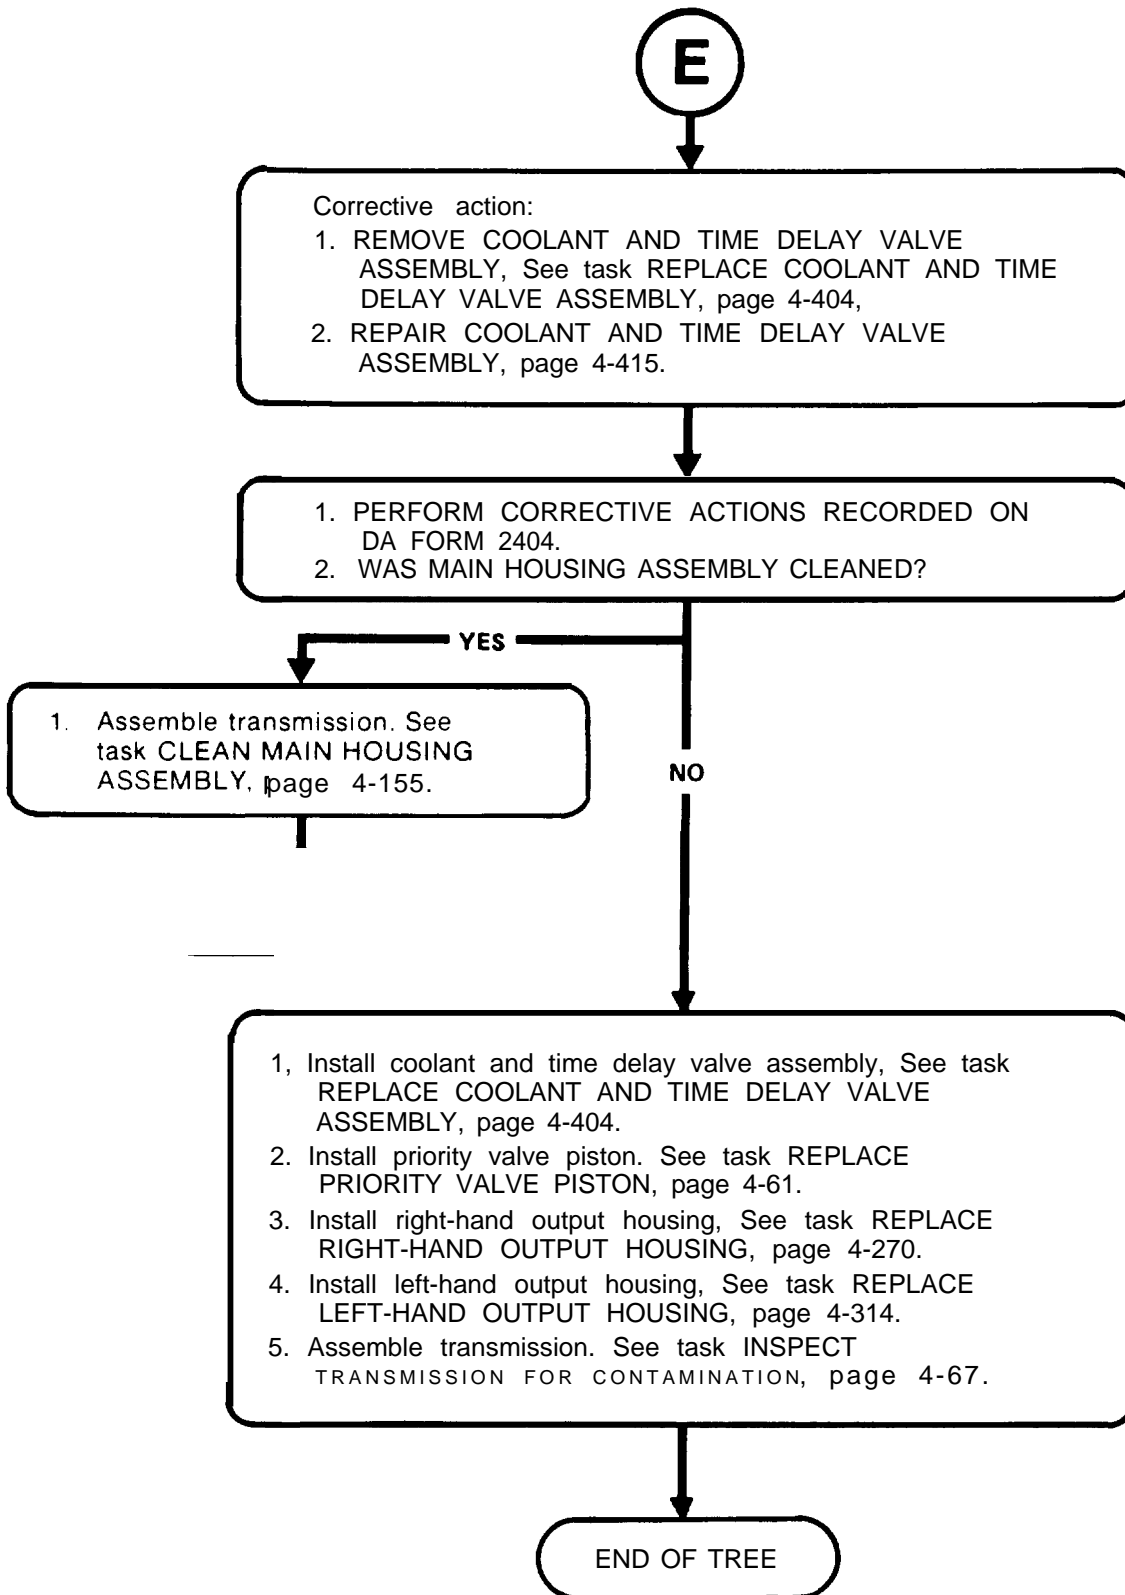 E
Corrective action:
1. REMOVE COOLANT AND TIME DELAY VALVE
ASSEMBLY, See task REPLACE COOLANT AND TIME
DELAY VALVE ASSEMBLY, page 4-404,
2. REPAIR COOLANT AND TIME DELAY VALVE
ASSEMBLY, page 4-415.
1. PERFORM CORRECTIVE ACTIONS RECORDED ON
DA FORM 2404.
2. WAS MAIN HOUSING ASSEMBLY CLEANED?
YES
1. Assemble transmission. See
task CLEAN MAIN HOUSING
ASSEMBLY, page 4-155.
NO
1, Install coolant and time delay valve assembly, See task
REPLACE COOLANT AND TIME DELAY VALVE
ASSEMBLY, page 4-404.
2. Install priority valve piston. See task REPLACE
PRIORITY VALVE PISTON, page 4-61.
3. Install right-hand output housing, See task REPLACE
RIGHT-HAND OUTPUT HOUSING, page 4-270.
4. Install left-hand output housing, See task REPLACE
LEFT-HAND OUTPUT HOUSING, page 4-314.
5. Assemble transmission. See task INSPECT
TRANSMISSION FOR CONTAMINATION, page 4-67.
END OF TREE